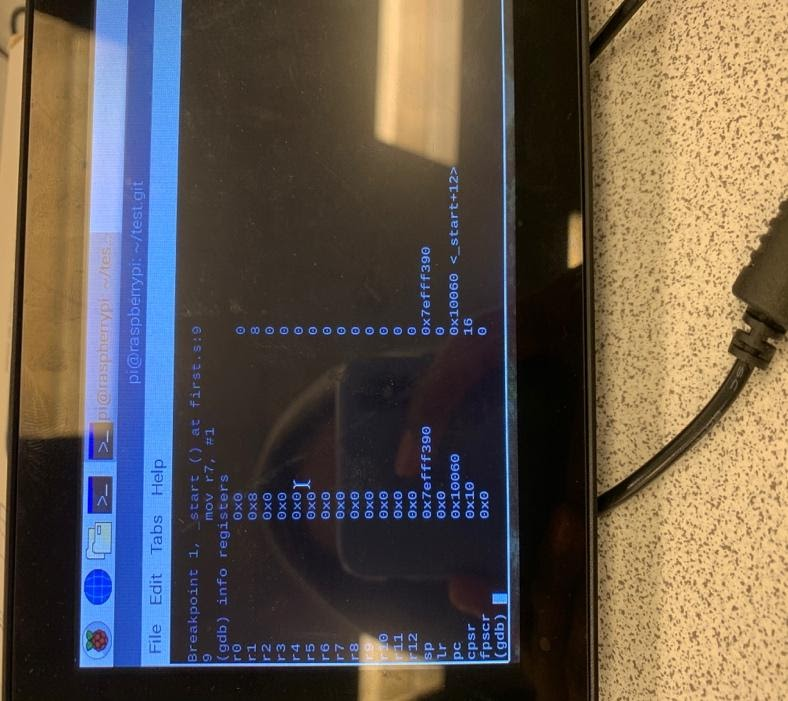 pi@raspberrypi: ~/tes...
pi@raspberrypi: ~/test.git
File Edit Tabs Help
Breakpoint 1, _start () at first.s:9
9 mov r7, #1
(gdb) info registers
r0 0x0 0
r1 0x8 8
r2 0x0 0
r3 0x0 0
r4 0x0 0
r5 0x0 0
r6 0x0 0
r7 0x0 0
r8 0x0 0
r9 0x0 0
r10 0x0 0
r11 0x0 0
r12 0x0 0
sp 0x7efff390 0x7efff390
lr 0x0 0
pc 0x10060 0x10060 <_start+12>
cpsr 0x10 16
fpscr 0x0 0
(gdb)